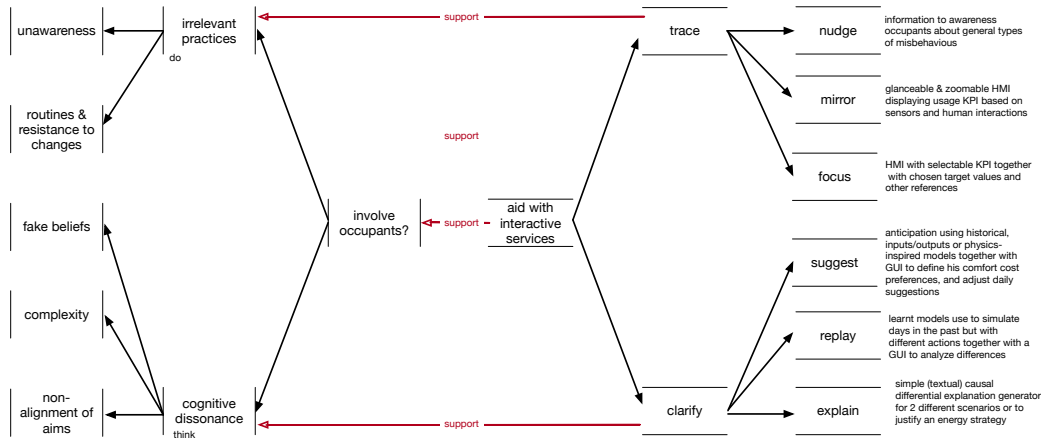 unawareness
irrelevant
practices
do
support
trace
nudge
information to awareness
occupants about general types
of misbehavious
routines &
resistance to
changes
support
mirror
glanceable & zoomable HMI
displaying usage KPI based on
sensors and human interactions
focus
HMI with selectable KPI together
with chosen target values and
other references
fake beliefs
involve
occupants?
support
aid with
interactive
services
suggest
anticipation using historical,
inputs/outputs or physics-
inspired models together with
GUI to define his comfort cost
preferences, and adjust daily
suggestions
complexity
replay
learnt models use to simulate
days in the past but with
different actions together with a
GUI to analyze differences
non-
alignment of
aims
cognitive
dissonance
think
support
clarify
explain
simple (textual) causal
differential explanation generator
for 2 different scenarios or to
justify an energy strategy